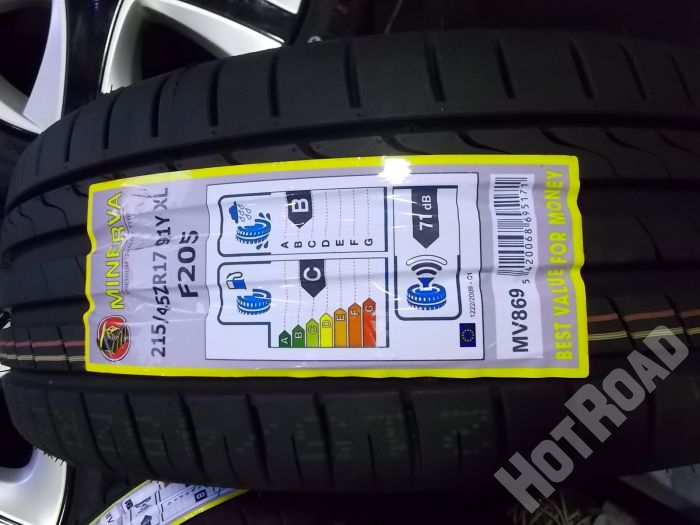 MINERVA
215/45ZR17 91Y XL
F205
B
A B C D E F G
C
A B C D E F G
71 dB
1222/2009 - C1
MV869
5 420068 695171
BEST VALUE FOR MONEY
HOTROAD